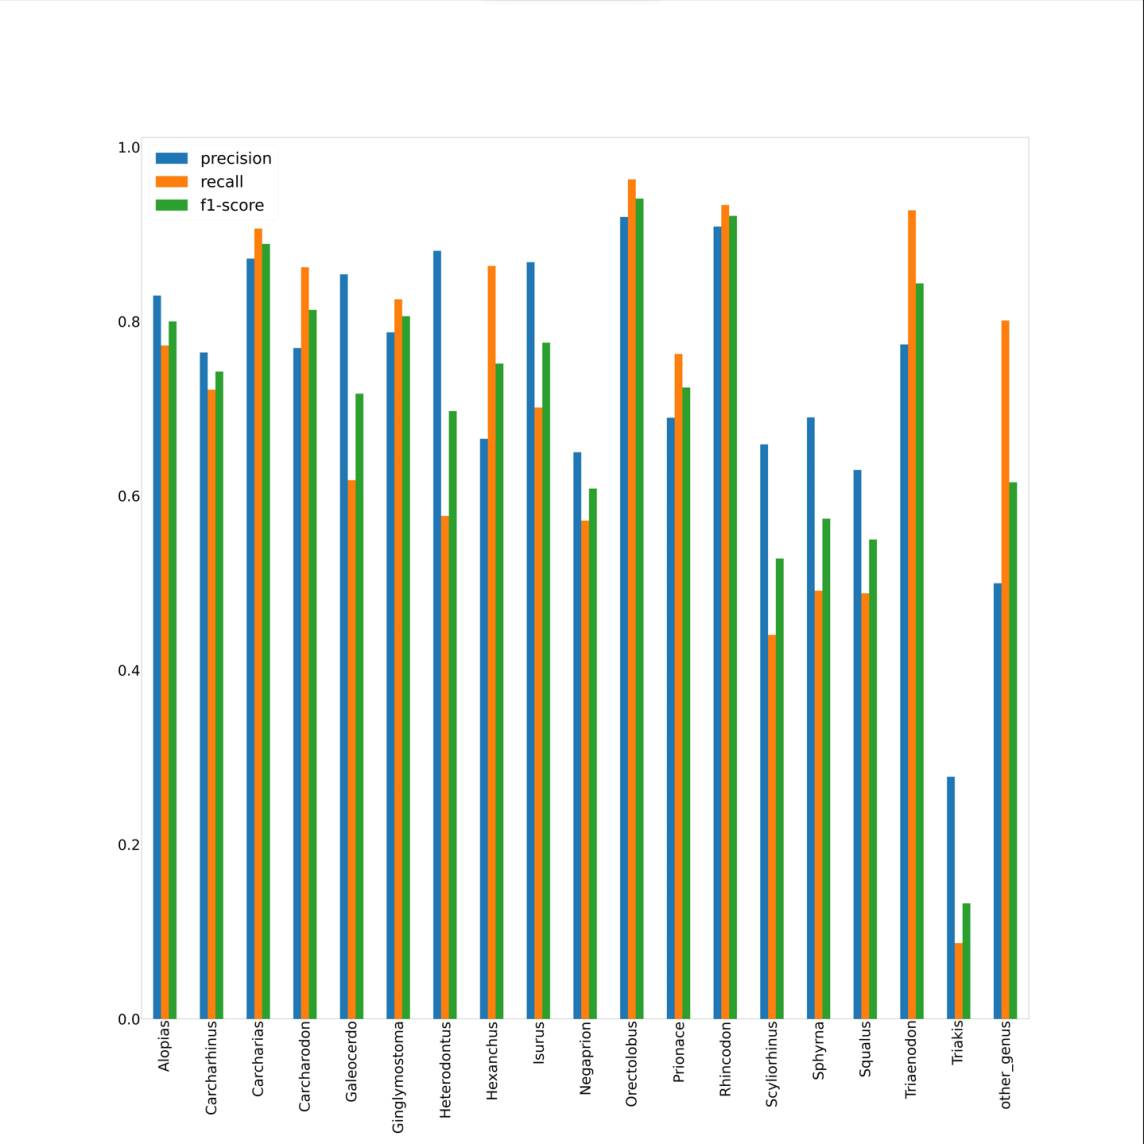 1.0
precision
recall
f1-score
0.8
0.6
0.4
0.2
0.0
Alopias
Carcharhinus
Carcharias
Carcharodon
Galeocerdo
Ginglymostoma
Heterodontus
Hexanchus
Isurus
Negaprion
Orectolobus
Prionace
Rhincodon
Scyliorhinus
Sphyrna
Squalus
Triaenodon
Triakis
other_genus